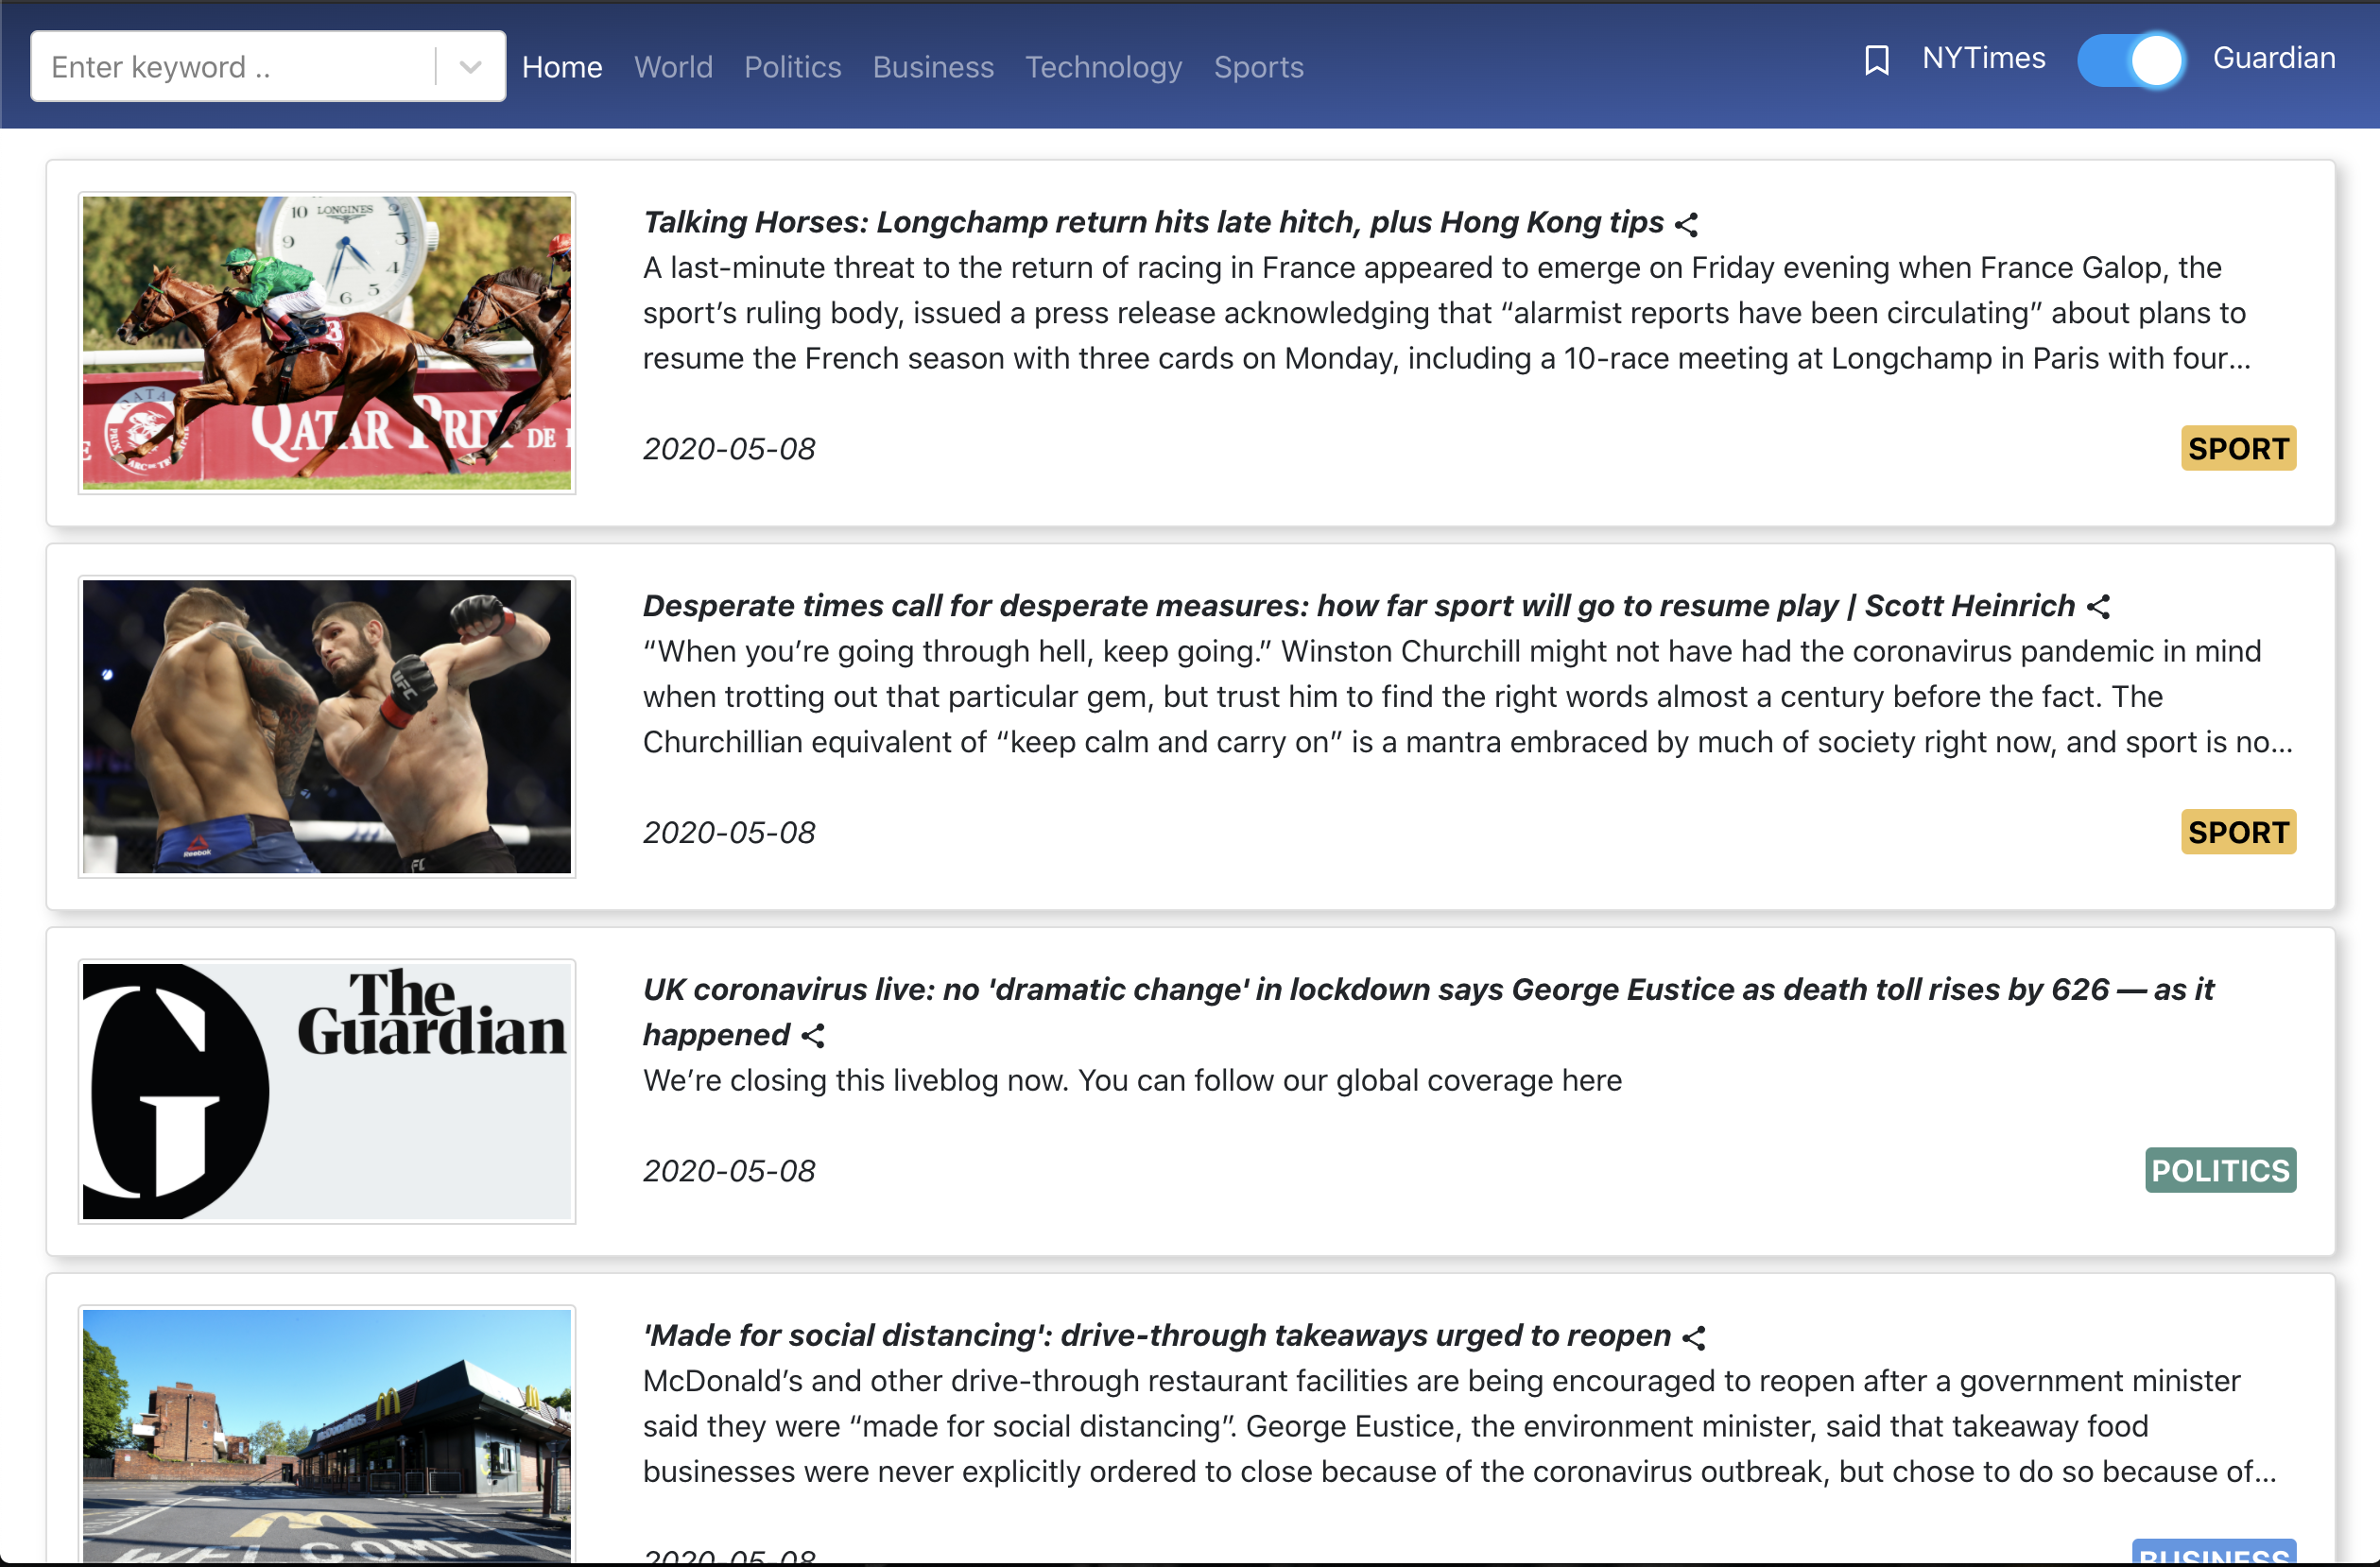 Enter keyword ..
Home World Politics Business Technology Sports
NYTimes Guardian
10 LONGINES 2
9 3
4
6 5
3
QATAR
QATAR PRIX DE
Talking Horses: Longchamp return hits late hitch, plus Hong Kong tips
A last-minute threat to the return of racing in France appeared to emerge on Friday evening when France Galop, the
sport’s ruling body, issued a press release acknowledging that “alarmist reports have been circulating” about plans to
resume the French season with three cards on Monday, including a 10-race meeting at Longchamp in Paris with four...
2020-05-08
SPORT
UFC
Reebok
Desperate times call for desperate measures: how far sport will go to resume play | Scott Heinrich
“When you’re going through hell, keep going.” Winston Churchill might not have had the coronavirus pandemic in mind
when trotting out that particular gem, but trust him to find the right words almost a century before the fact. The
Churchillian equivalent of “keep calm and carry on” is a mantra embraced by much of society right now, and sport is no...
2020-05-08
SPORT
G
The
Guardian
UK coronavirus live: no 'dramatic change' in lockdown says George Eustice as death toll rises by 626 — as it
happened
We’re closing this liveblog now. You can follow our global coverage here
2020-05-08
POLITICS
McDonald's
WELCOME
'Made for social distancing': drive-through takeaways urged to reopen
McDonald’s and other drive-through restaurant facilities are being encouraged to reopen after a government minister
said they were “made for social distancing”. George Eustice, the environment minister, said that takeaway food
businesses were never explicitly ordered to close because of the coronavirus outbreak, but chose to do so because of...
2020-05-08
BUSINESS